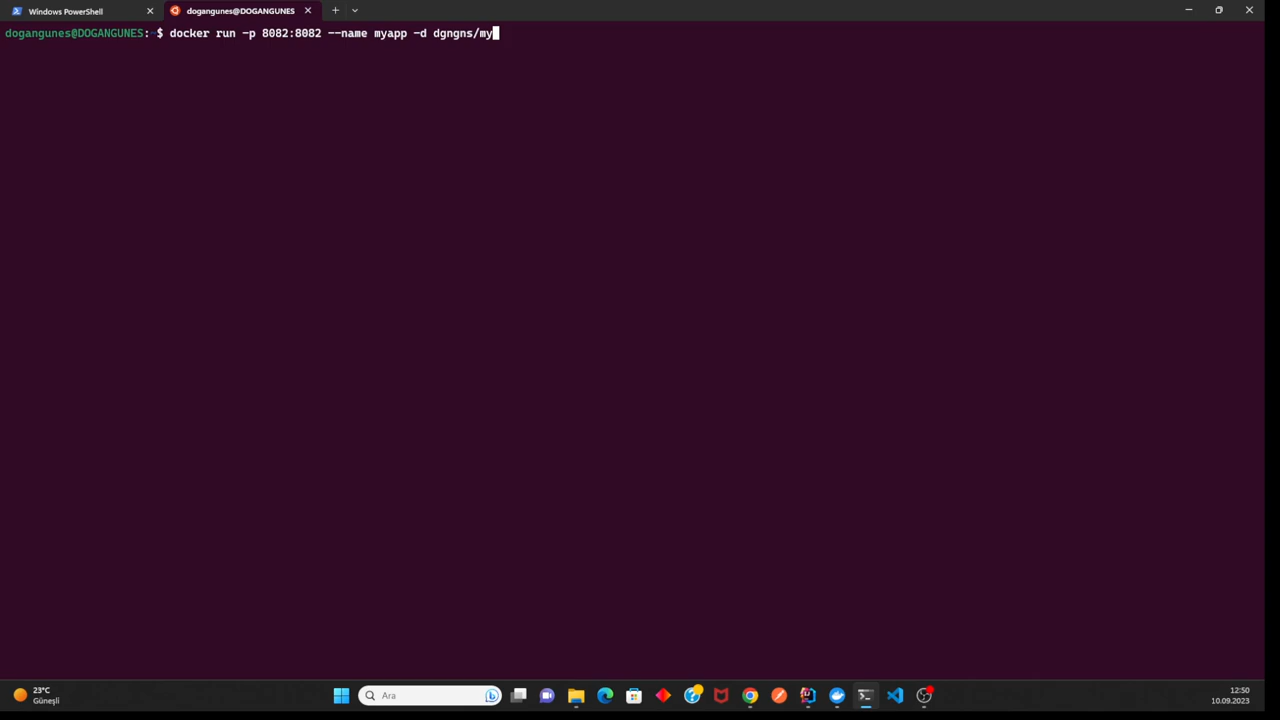 Windows PowerShell
dogangunes@DOGANGUNES
dogangunes@DOGANGUNES:~$ docker run -p 8082:8082 --name myapp -d dgngns/my
23°C
Güneşli
Ara
12:50
10.09.2023